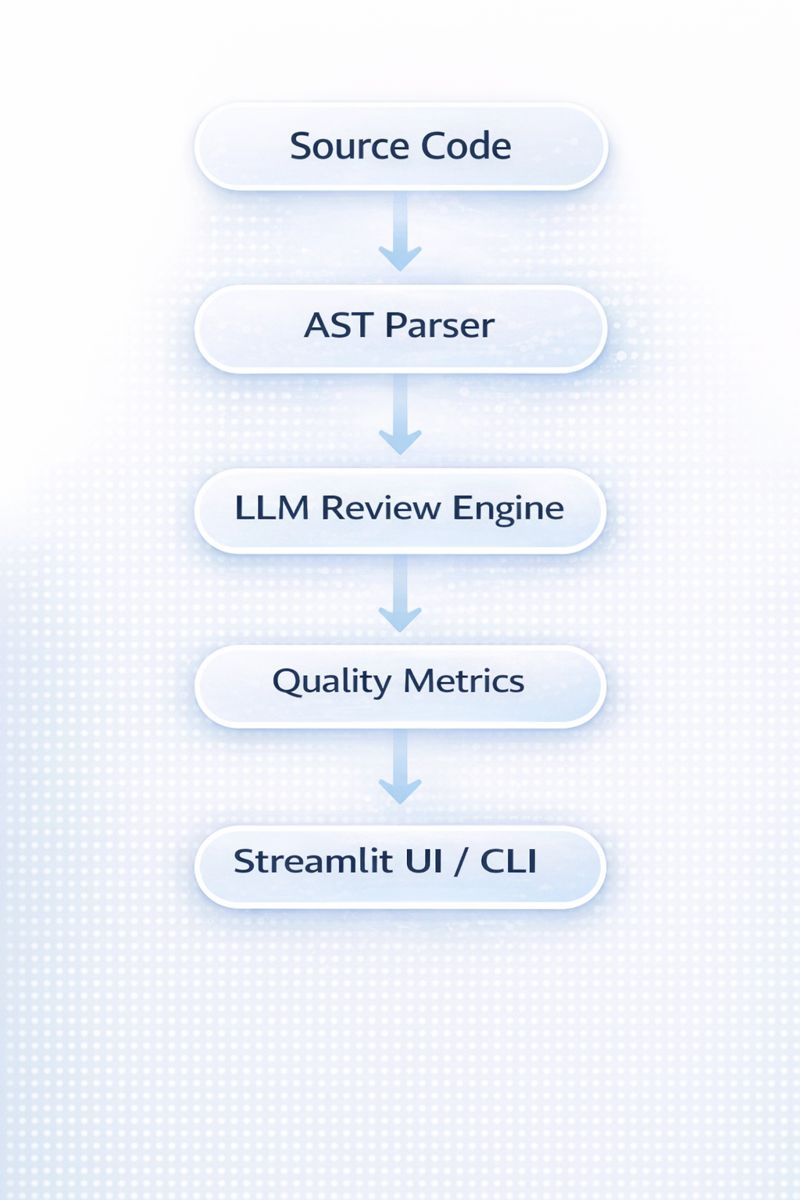 Source Code
AST Parser
LLM Review Engine
Quality Metrics
Streamlit UI / CLI